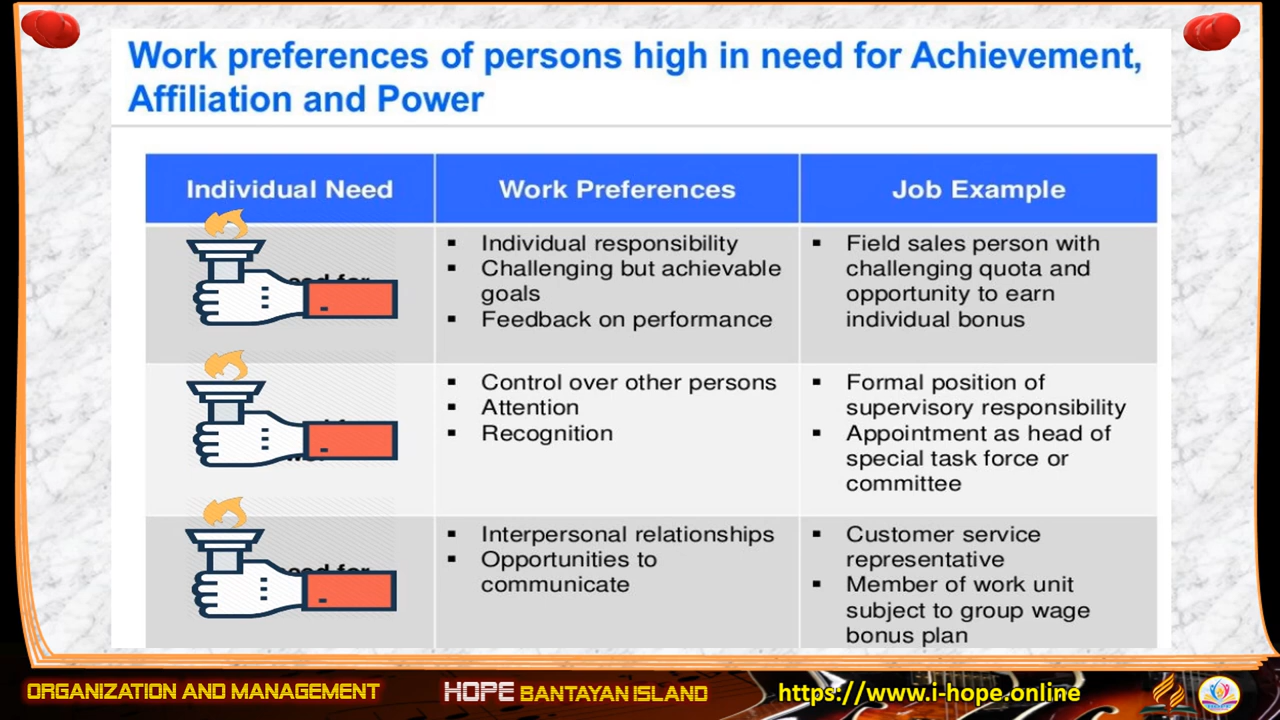 Work preferences of persons high in need for Achievement,
Affiliation and Power
Individual Need
Work Preferences
Job Example
▪ Individual responsibility
▪ Challenging but achievable
goals
▪ Feedback on performance
▪ Field sales person with
challenging quota and
opportunity to earn
individual bonus
▪ Control over other persons
▪ Attention
▪ Recognition
▪ Formal position of
supervisory responsibility
▪ Appointment as head of
special task force or
committee
▪ Interpersonal relationships
▪ Opportunities to
communicate
▪ Customer service
representative
▪ Member of work unit
subject to group wage
bonus plan
ORGANIZATION AND MANAGEMENT
HOPE BANTAYAN ISLAND
https://www.i-hope.online